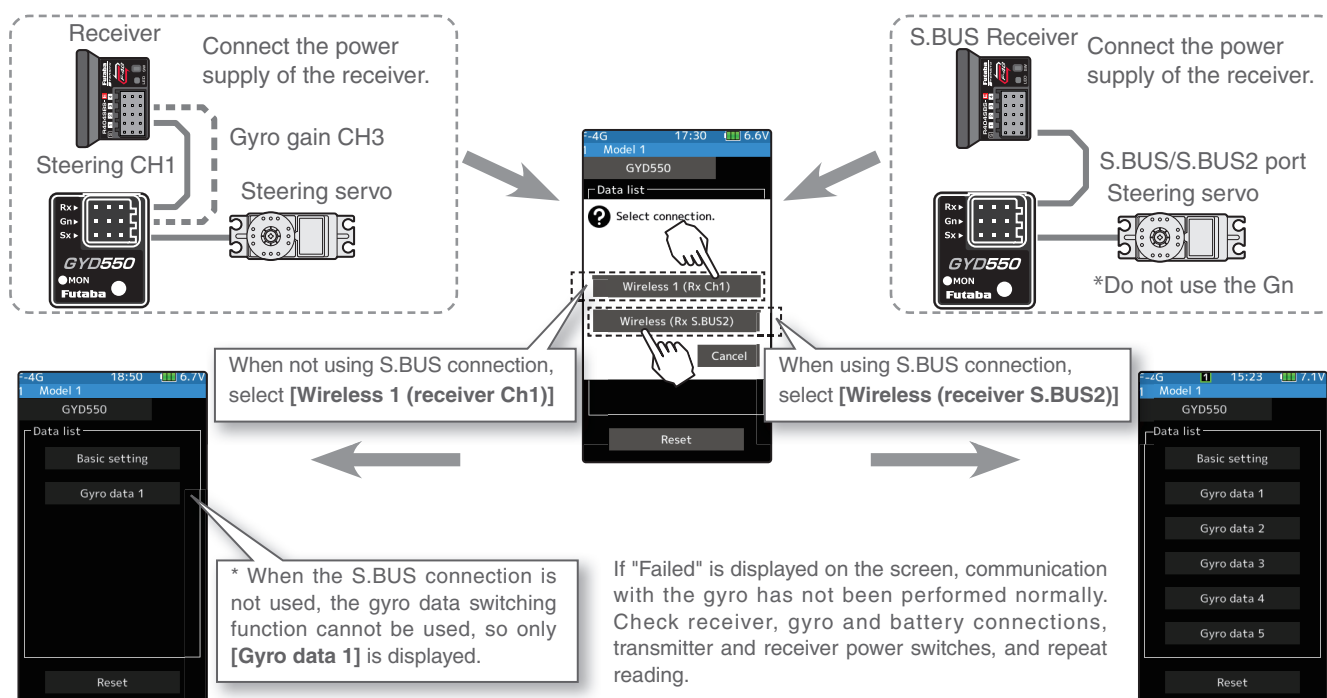 Receiver
Connect the power
supply of the receiver.
Gyro gain CH3
Steering CH1
Steering servo
Rx
Gn
Sx
GYD550
MON
Futaba
-4G 17:30 6.6V
Model 1
GYD550
Data list
? Select connection.
Wireless 1 (Rx Ch1)
Wireless (Rx S.BUS2)
Cancel
Reset
S.BUS Receiver
Connect the power
supply of the receiver.
S.BUS/S.BUS2 port
Steering servo
Rx
Gn
Sx
GYD550
MON
Futaba
*Do not use the Gn
When not using S.BUS connection,
select [Wireless 1 (receiver Ch1)]
When using S.BUS connection,
select [Wireless (receiver S.BUS2)]
-4G 18:50 6.7V
Model 1
GYD550
Data list
Basic setting
Gyro data 1
Reset
* When the S.BUS connection is
not used, the gyro data switching
function cannot be used, so only
[Gyro data 1] is displayed.
If "Failed" is displayed on the screen, communication
with the gyro has not been performed normally.
Check receiver, gyro and battery connections,
transmitter and receiver power switches, and repeat
reading.
-4G 1 15:23 7.1V
Model 1
GYD550
Data list
Basic setting
Gyro data 1
Gyro data 2
Gyro data 3
Gyro data 4
Gyro data 5
Reset